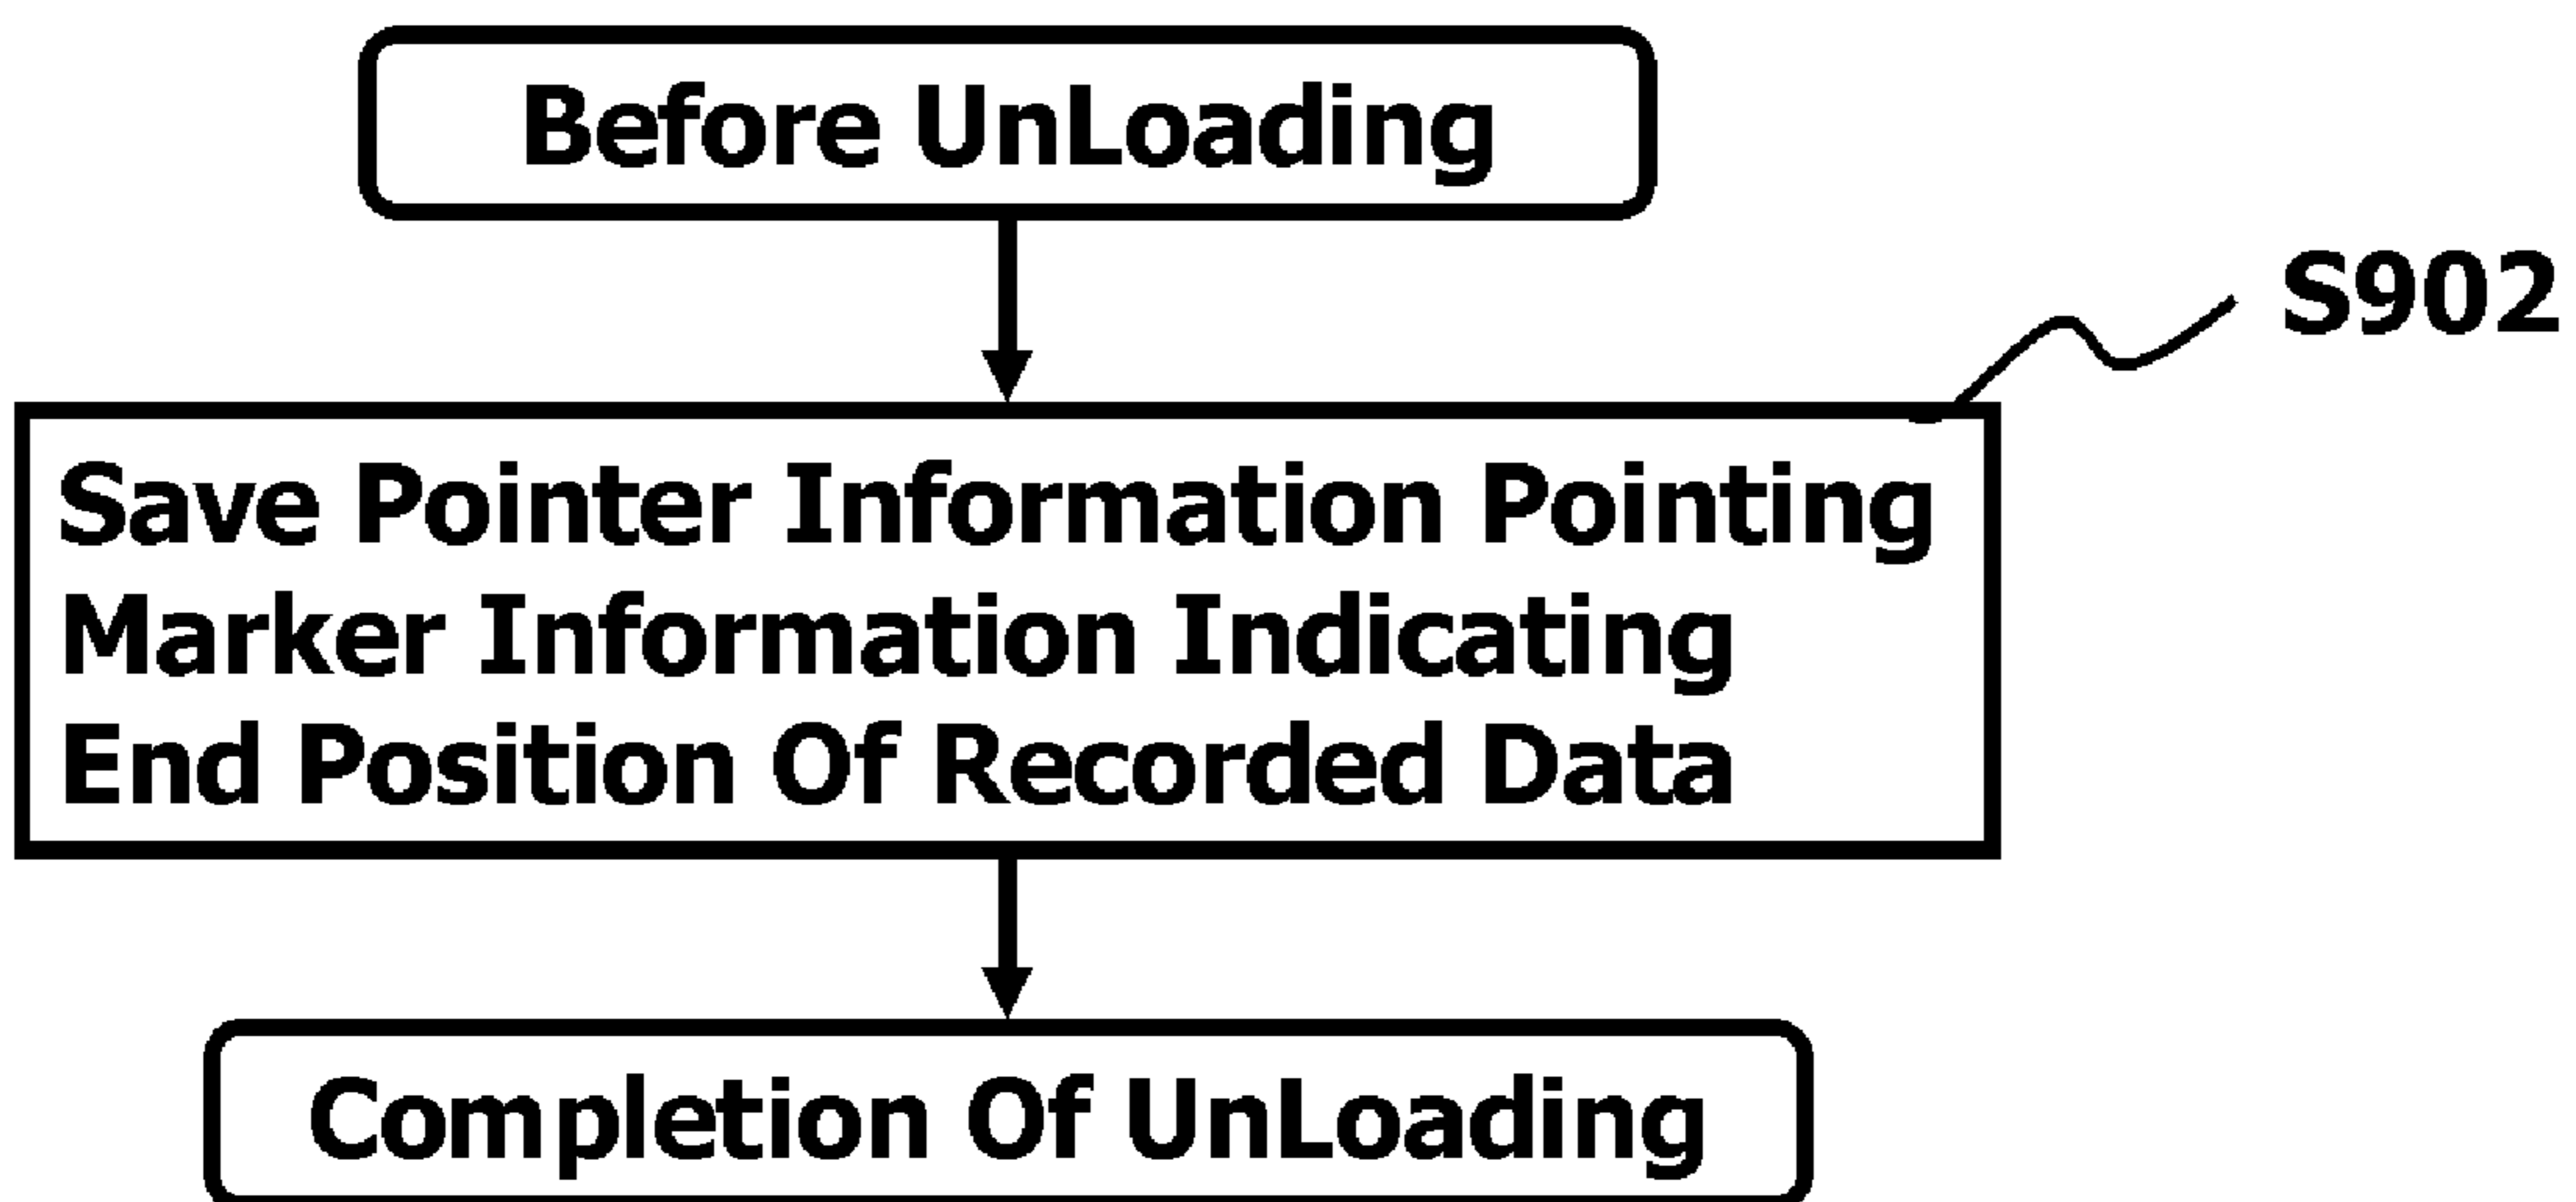 Before UnLoading
S902
Save Pointer Information Pointing
Marker Information Indicating
End Position Of Recorded Data
Completion Of UnLoading